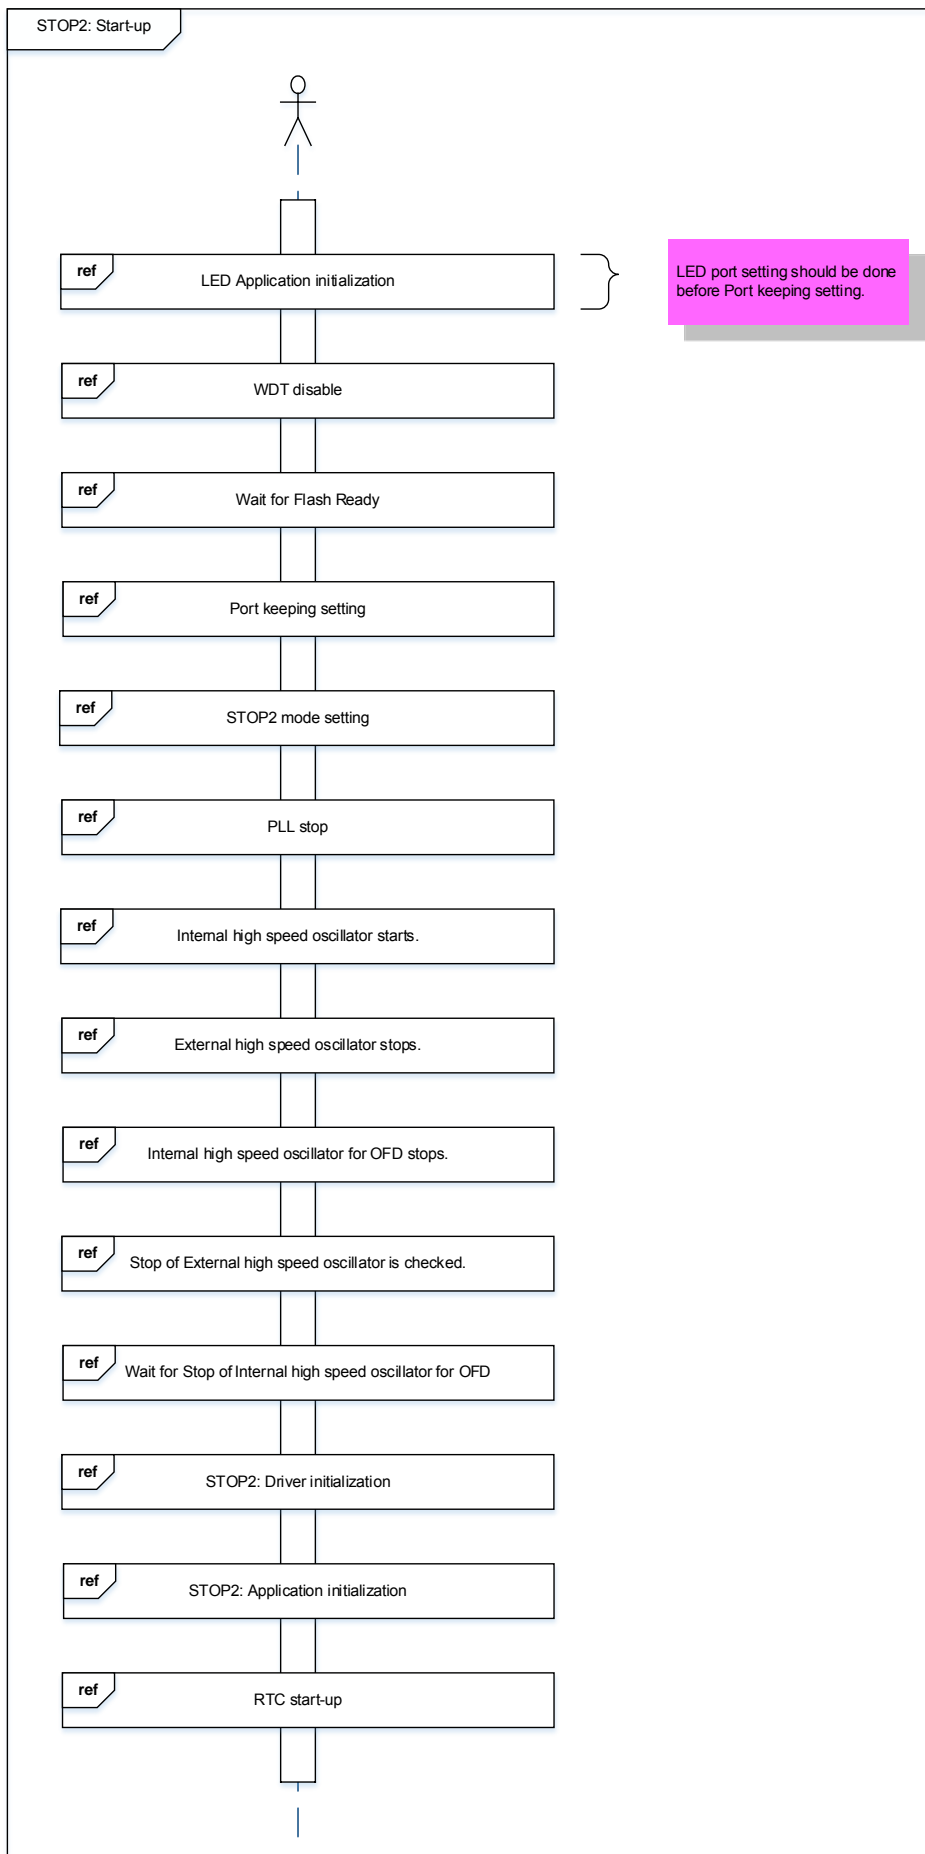 STOP2: Start-up
ref
LED Application initialization
LED port setting should be done
before Port keeping setting.
ref
WDT disable
ref
Wait for Flash Ready
ref
Port keeping setting
ref
STOP2 mode setting
ref
PLL stop
ref
Internal high speed oscillator starts.
ref
External high speed oscillator stops.
ref
Internal high speed oscillator for OFD stops.
ref
Stop of External high speed oscillator is checked.
ref
Wait for Stop of Internal high speed oscillator for OFD
ref
STOP2: Driver initialization
ref
STOP2: Application initialization
ref
RTC start-up